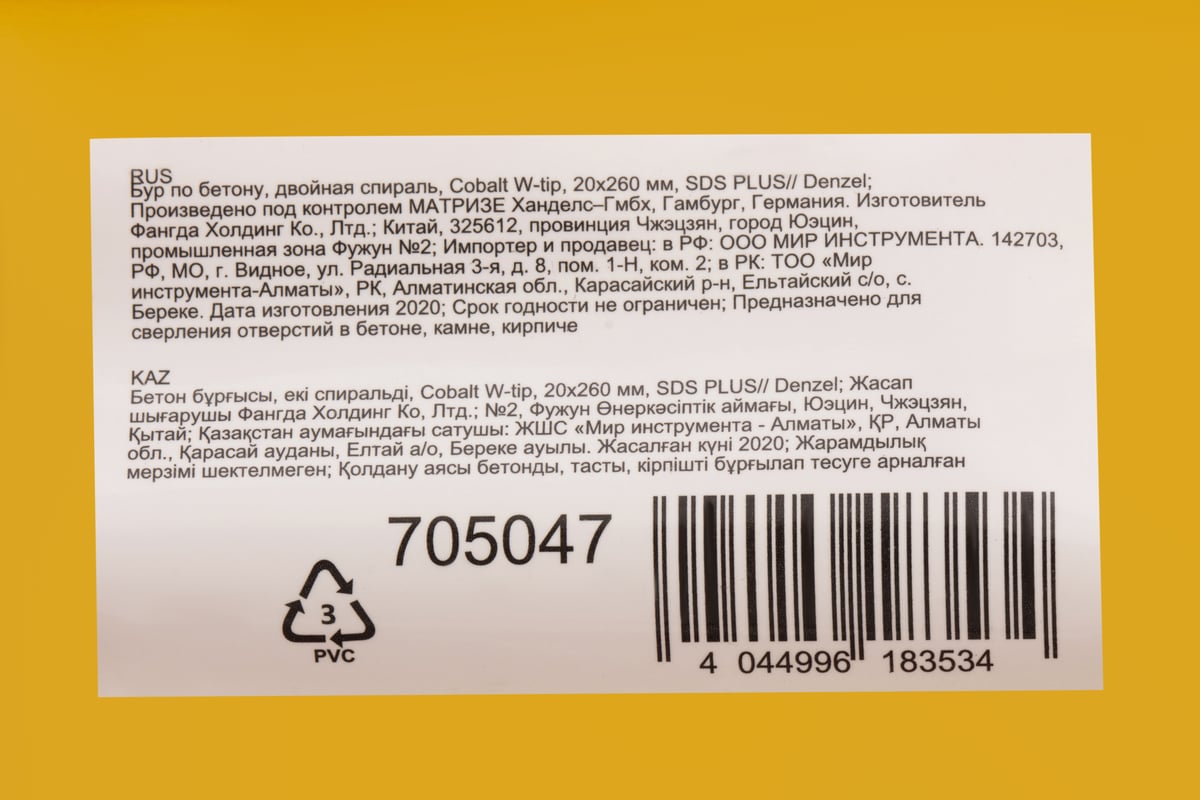 RUS
Бур по бетону, двойная спираль, Cobalt W-tip, 20x260 мм, SDS PLUS// Denzel;
Произведено под контролем МАТРИЗЕ Ханделс–Гмбх, Гамбург, Германия. Изготовитель
Фангда Холдинг Ко., Лтд.; Китай, 325612, провинция Чжэцзян, город Юэцин,
промышленная зона Фужун №2; Импортер и продавец: в РФ: ООО МИР ИНСТРУМЕНТА. 142703,
РФ, МО, г. Видное, ул. Радиальная 3-я, д. 8, пом. 1-Н, ком. 2; в РК: ТОО «Мир
инструмента-Алматы», РК, Алматинская обл., Карасайский р-н, Ельтайский с/о, с.
Береке. Дата изготовления 2020; Срок годности не ограничен; Предназначено для
сверления отверстий в бетоне, камне, кирпиче
KAZ
Бетон бұрғысы, екі спиральді, Cobalt W-tip, 20x260 мм, SDS PLUS// Denzel; Жасап
шығарушы Фангда Холдинг Ко, Лтд.; №2, Фужун Өнеркәсіптік аймағы, Юэцин, Чжэцзян,
Қытай; Қазақстан аумағындағы сатушы: ЖШС «Мир инструмента - Алматы», ҚР, Алматы
обл., Қарасай ауданы, Елтай а/о, Береке ауылы. Жасалған күні 2020; Жарамдылық
мерзімі шектелмеген; Қолдану аясы бетонды, тасты, кірпішті бұрғылап тесуге арналған
705047
3
PVC
4 044996 183534